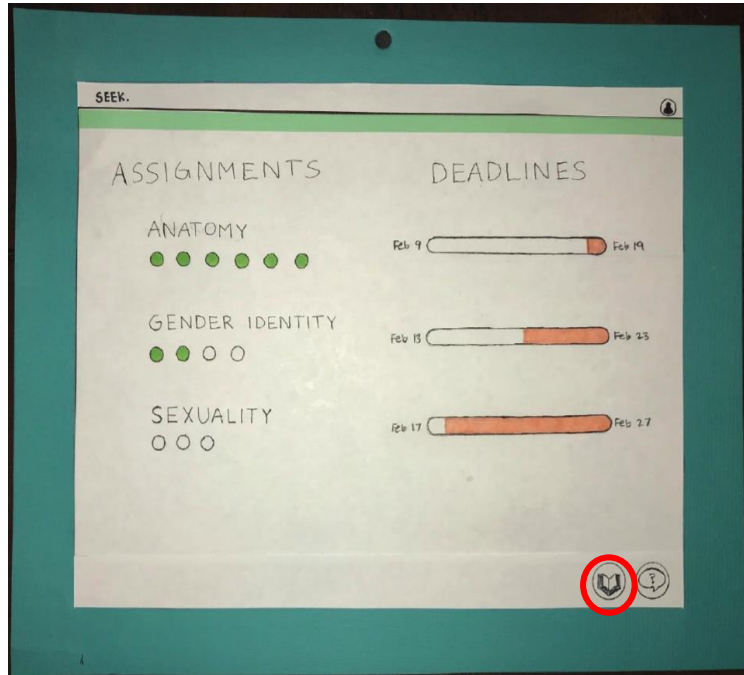 SEEK.
ASSIGNMENTS
DEADLINES
ANATOMY
Feb 9
Feb 19
GENDER IDENTITY
Feb 13
Feb 23
SEXUALITY
Feb 17
Feb 27
?